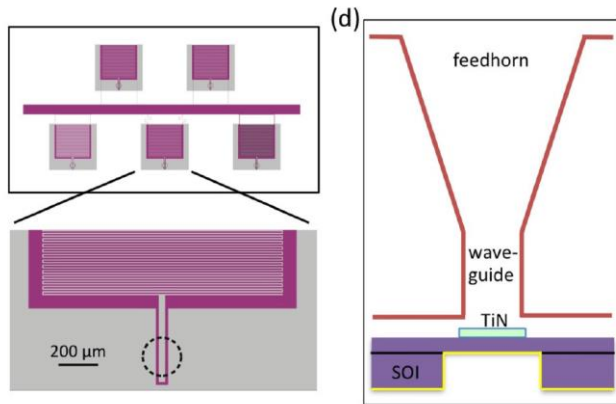 200 μm
(d)
feedhorn
wave-
guide
TiN
SOI